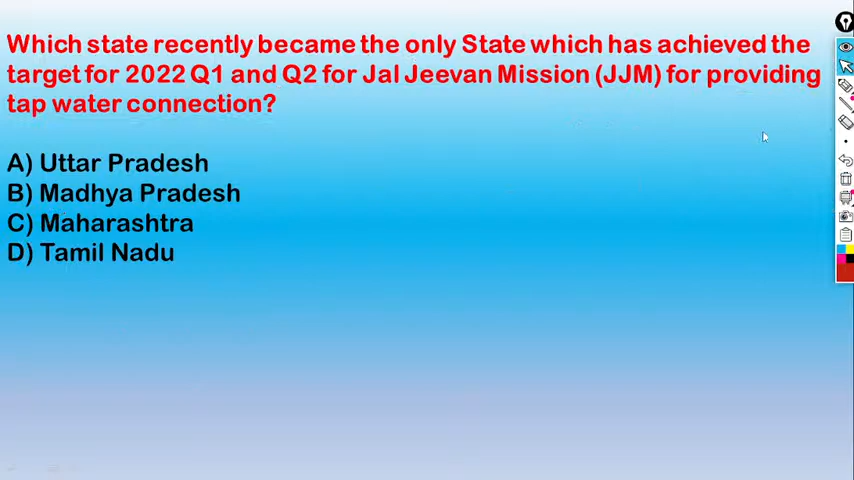 Which state recently became the only State which has achieved the
target for 2022 Q1 and Q2 for Jal Jeevan Mission (JJM) for providing
tap water connection?
A) Uttar Pradesh
B) Madhya Pradesh
C) Maharashtra
D) Tamil Nadu